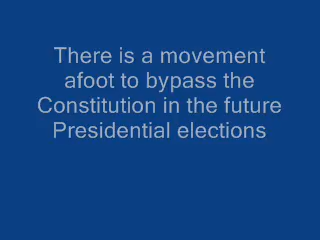 There is a movement
afoot to bypass the
Constitution in the future
Presidential elections